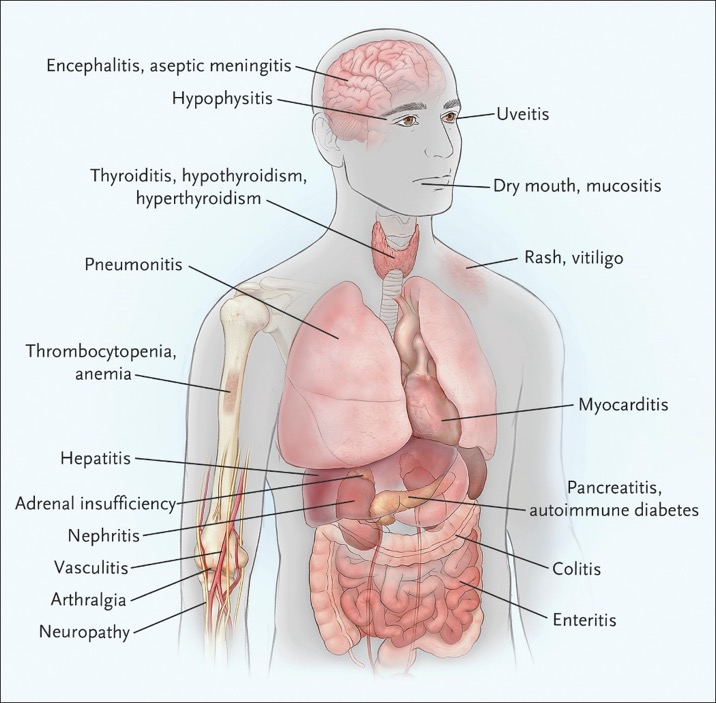 Encephalitis, aseptic meningitis
Hypophysitis
Uveitis
Thyroiditis, hypothyroidism,
hyperthyroidism
Dry mouth, mucositis
Rash, vitiligo
Pneumonitis
Thrombocytopenia,
anemia
Myocarditis
Hepatitis
Adrenal insufficiency
Nephritis
Vasculitis
Arthralgia
Neuropathy
Pancreatitis,
autoimmune diabetes
Colitis
Enteritis